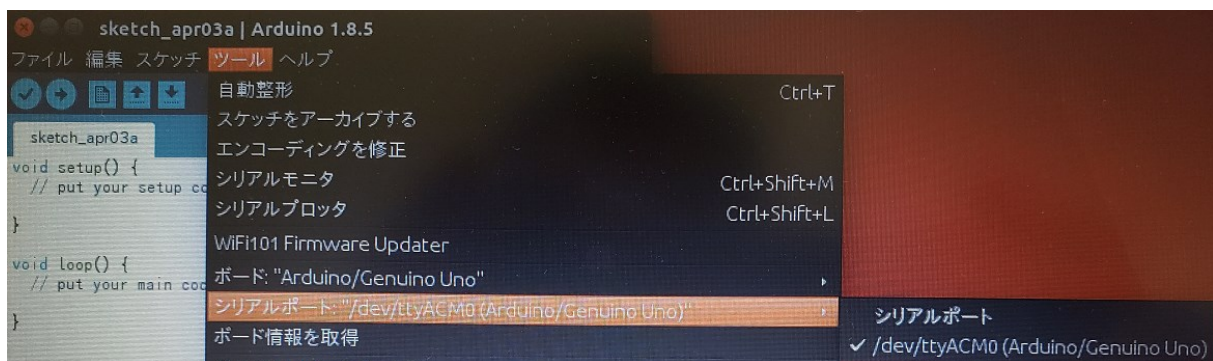 sketch_apr03a | Arduino 1.8.5
ファイル 編集 スケッチ ツール ヘルプ
自動整形 Ctrl+T
スケッチをアーカイブする
エンコーディングを修正
シリアルモニタ Ctrl+Shift+M
シリアルプロッタ Ctrl+Shift+L
WiFi101 Firmware Updater
ボード: "Arduino/Genuino Uno"
シリアルポート: "/dev/ttyACM0 (Arduino/Genuino Uno)"
ボード情報を取得
シリアルポート
/dev/ttyACM0 (Arduino/Genuino Uno)
sketch_apr03a
void setup() {
// put your setup co
}
void loop() {
// put your main cod
}